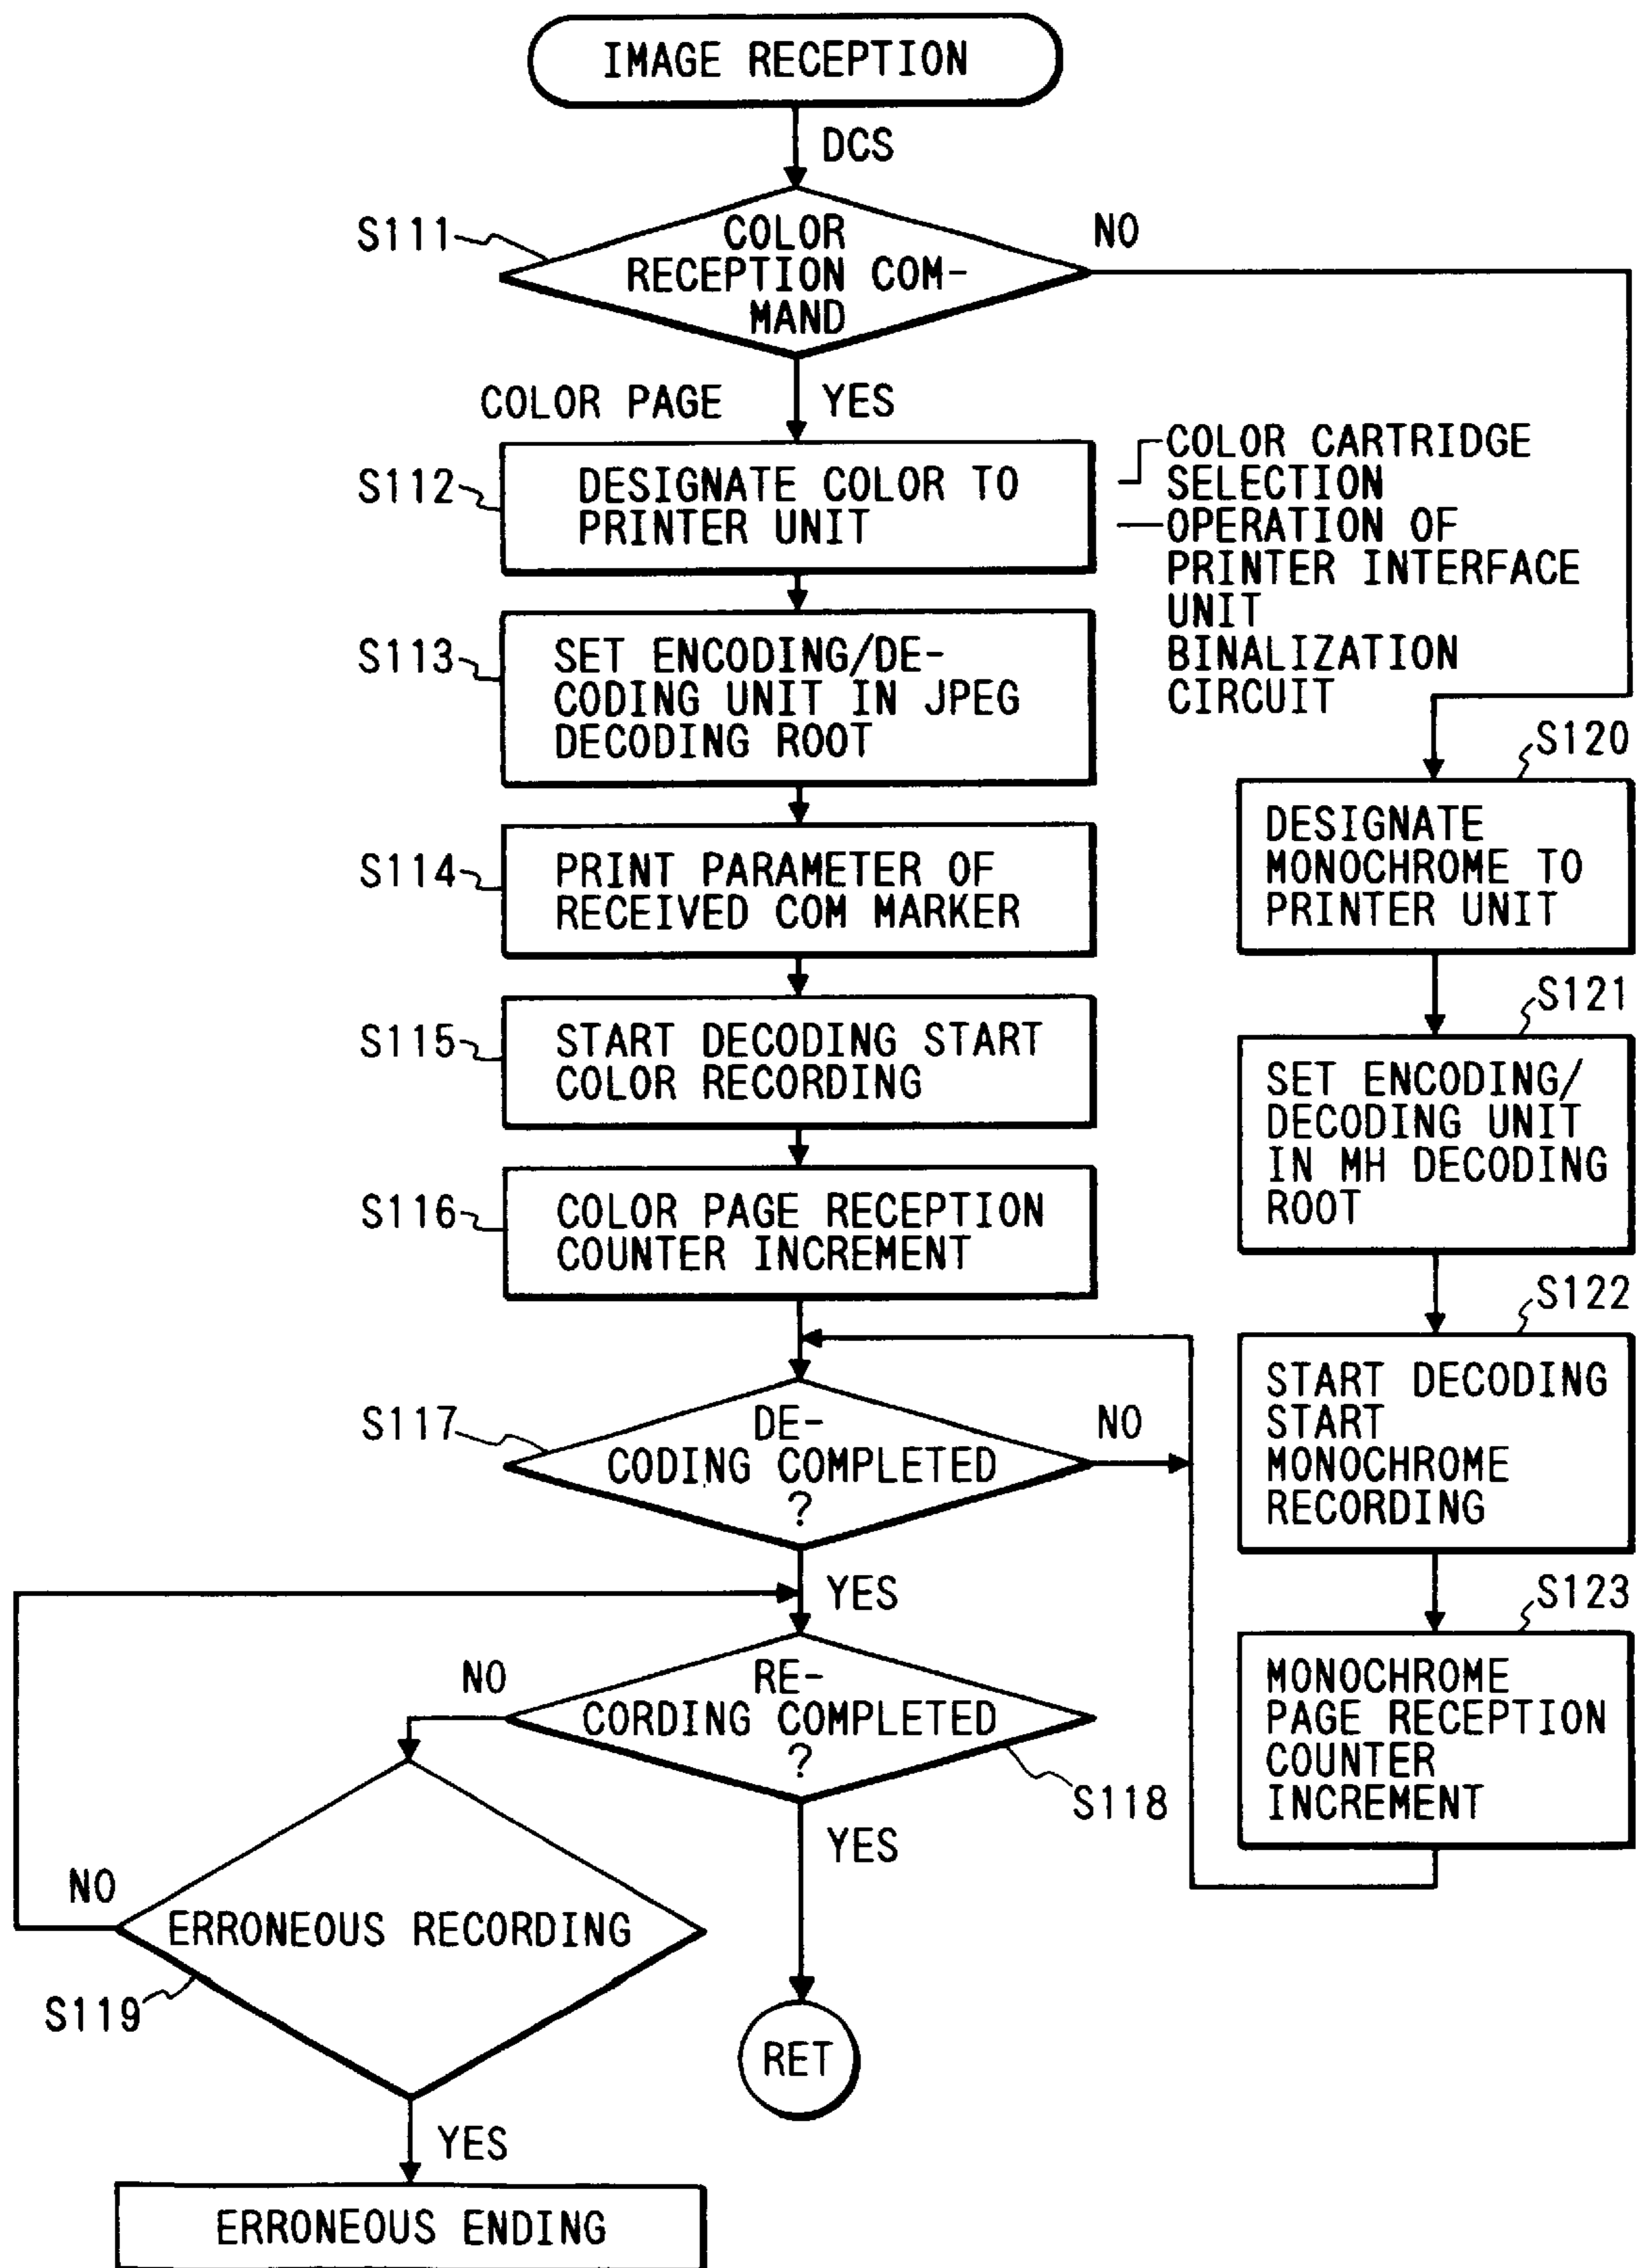 IMAGE RECEPTION
DCS
S111
COLOR
RECEPTION COM-
MAND
NO
COLOR PAGE
YES
S112
DESIGNATE COLOR TO
PRINTER UNIT
COLOR CARTRIDGE
SELECTION
OPERATION OF
PRINTER INTERFACE
UNIT
BINALIZATION
CIRCUIT
S113
SET ENCODING/DE-
CODING UNIT IN JPEG
DECODING ROOT
S114
PRINT PARAMETER OF
RECEIVED COM MARKER
S115
START DECODING START
COLOR RECORDING
S116
COLOR PAGE RECEPTION
COUNTER INCREMENT
S117
DE-
CODING COMPLETED
?
NO
YES
RE-
CORDING COMPLETED
?
NO
S118
YES
NO
ERRONEOUS RECORDING
S119
RET
YES
ERRONEOUS ENDING
S120
DESIGNATE
MONOCHROME TO
PRINTER UNIT
S121
SET ENCODING/
DECODING UNIT
IN MH DECODING
ROOT
S122
START DECODING
START
MONOCHROME
RECORDING
S123
MONOCHROME
PAGE RECEPTION
COUNTER
INCREMENT